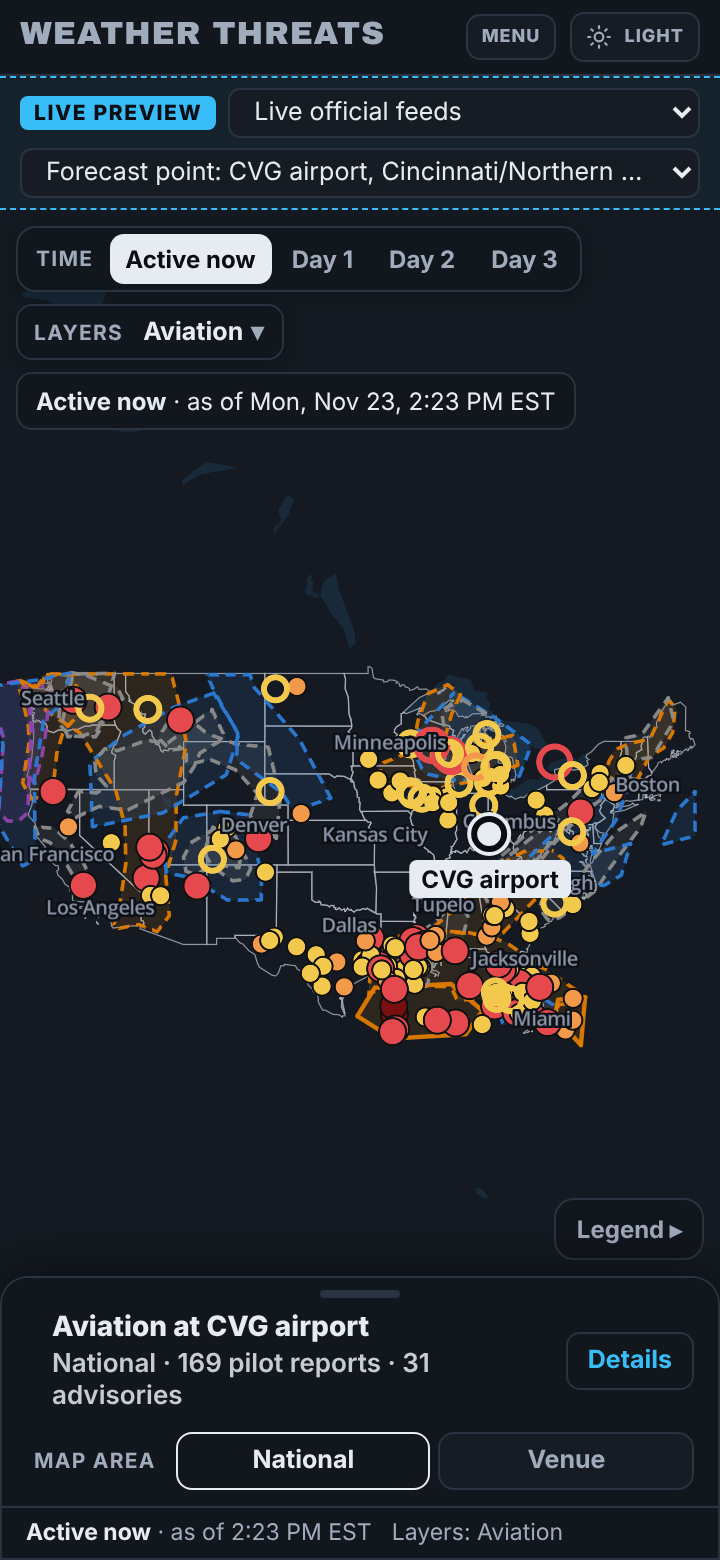 WEATHER THREATS
MENU
LIGHT
LIVE PREVIEW
Live official feeds
Forecast point: CVG airport, Cincinnati/Northern ...
TIME
Active now
Day 1
Day 2
Day 3
LAYERS Aviation ▾
Active now · as of Mon, Nov 23, 2:23 PM EST
Seattle
Minneapolis
Boston
Denver
Kansas City
an Francisco
CVG airport
Los Angeles
Tupelo
Dallas
Jacksonville
Miami
Legend ▸
Aviation at CVG airport
National · 169 pilot reports · 31
advisories
Details
MAP AREA
National
Venue
Active now · as of 2:23 PM EST Layers: Aviation